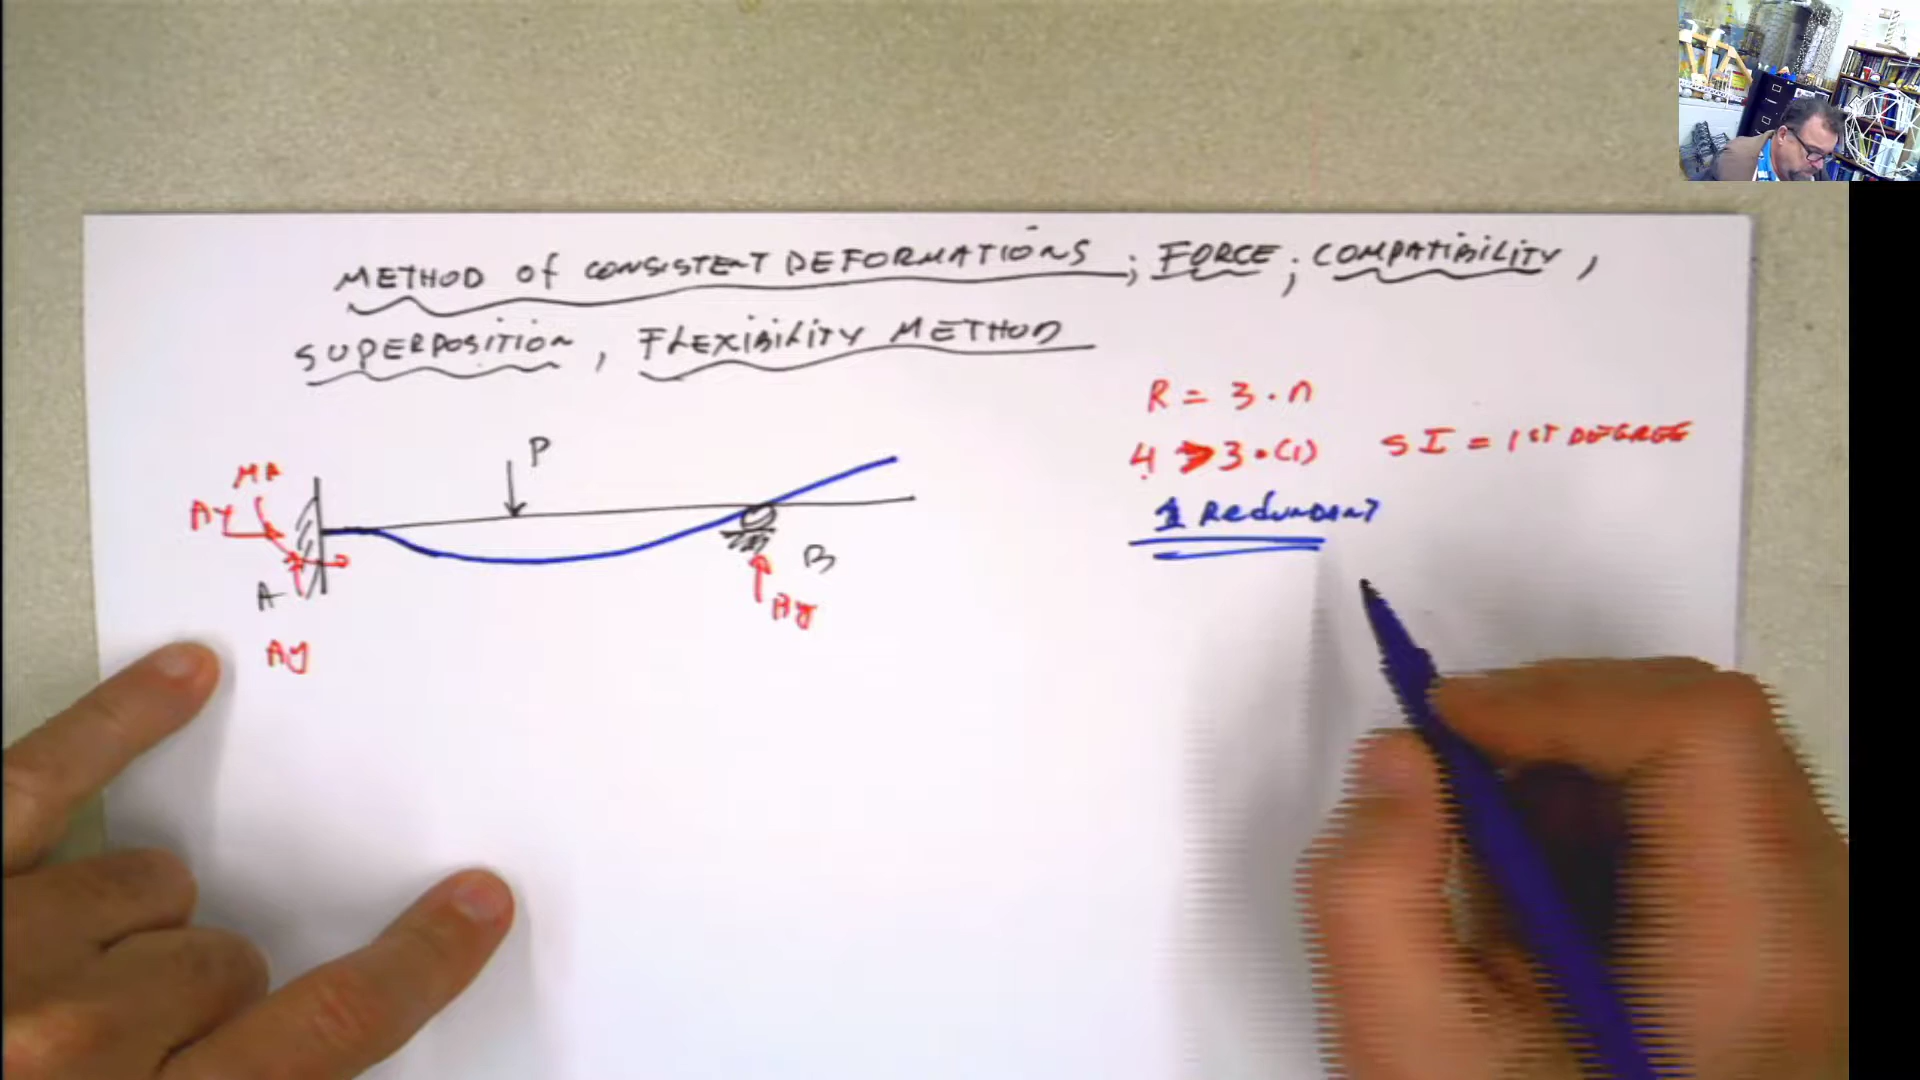 METHOD of CONSISTENT DEFORMATIONS ; FORCE ; COMPATIBILITY ,
SUPERPOSITION , FLEXIBILITY METHOD
R = 3 . n
4 > 3 • (1) SI = 1ST DEGREE
1 Redundant
P
MA
AY
A
B
By
Ay